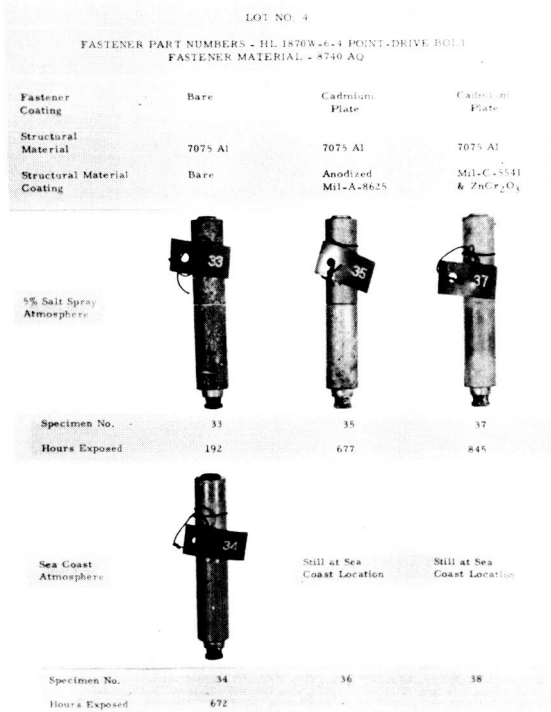 LOT NO. 4
FASTENER PART NUMBERS - HL 1870W-6-4 POINT-DRIVE BOLT
FASTENER MATERIAL - 8740 AQ
Fastener Coating Bare Cadmium Plate Cadmium Plate
Structural Material 7075 Al 7075 Al 7075 Al
Structural Material Coating Bare Anodized Mil-A-8625 Mil-C-5541 & ZnCr2O3
33 35 37
5% Salt Spray Atmosphere
Specimen No. 33 35 37
Hours Exposed 192 677 845
34
Sea Coast Atmosphere Still at Sea Coast Location Still at Sea Coast Location
Specimen No. 34 36 38
Hours Exposed 672